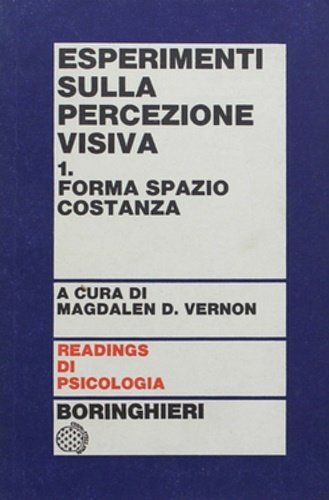 ESPERIMENTI
SULLA
PERCEZIONE
VISIVA
1.
FORMA SPAZIO
COSTANZA
A CURA DI
MAGDALEN D. VERNON
READINGS
DI
PSICOLOGIA
BORINGHIERI